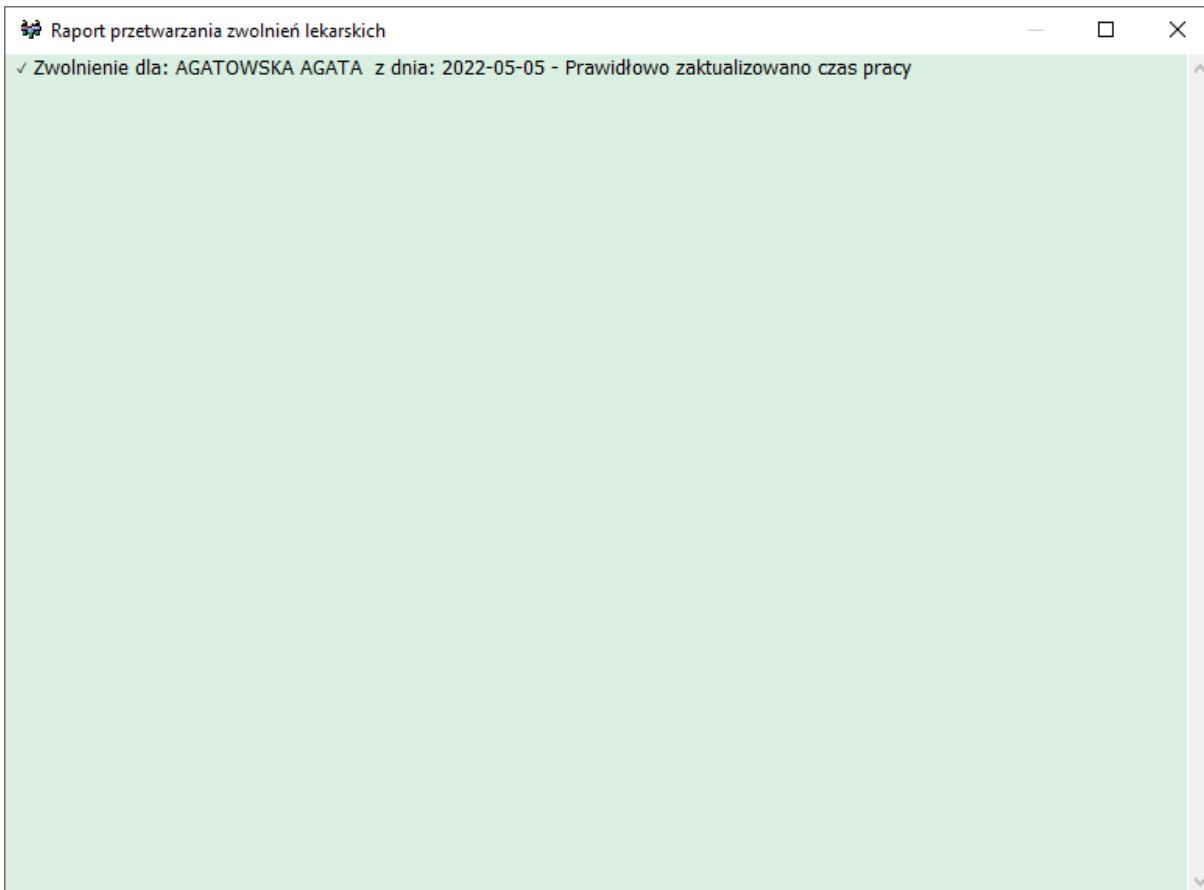 Raport przetwarzania zwolnień lekarskich
✓ Zwolnienie dla: AGATOWSKA AGATA  z dnia: 2022-05-05 - Prawidłowo zaktualizowano czas pracy